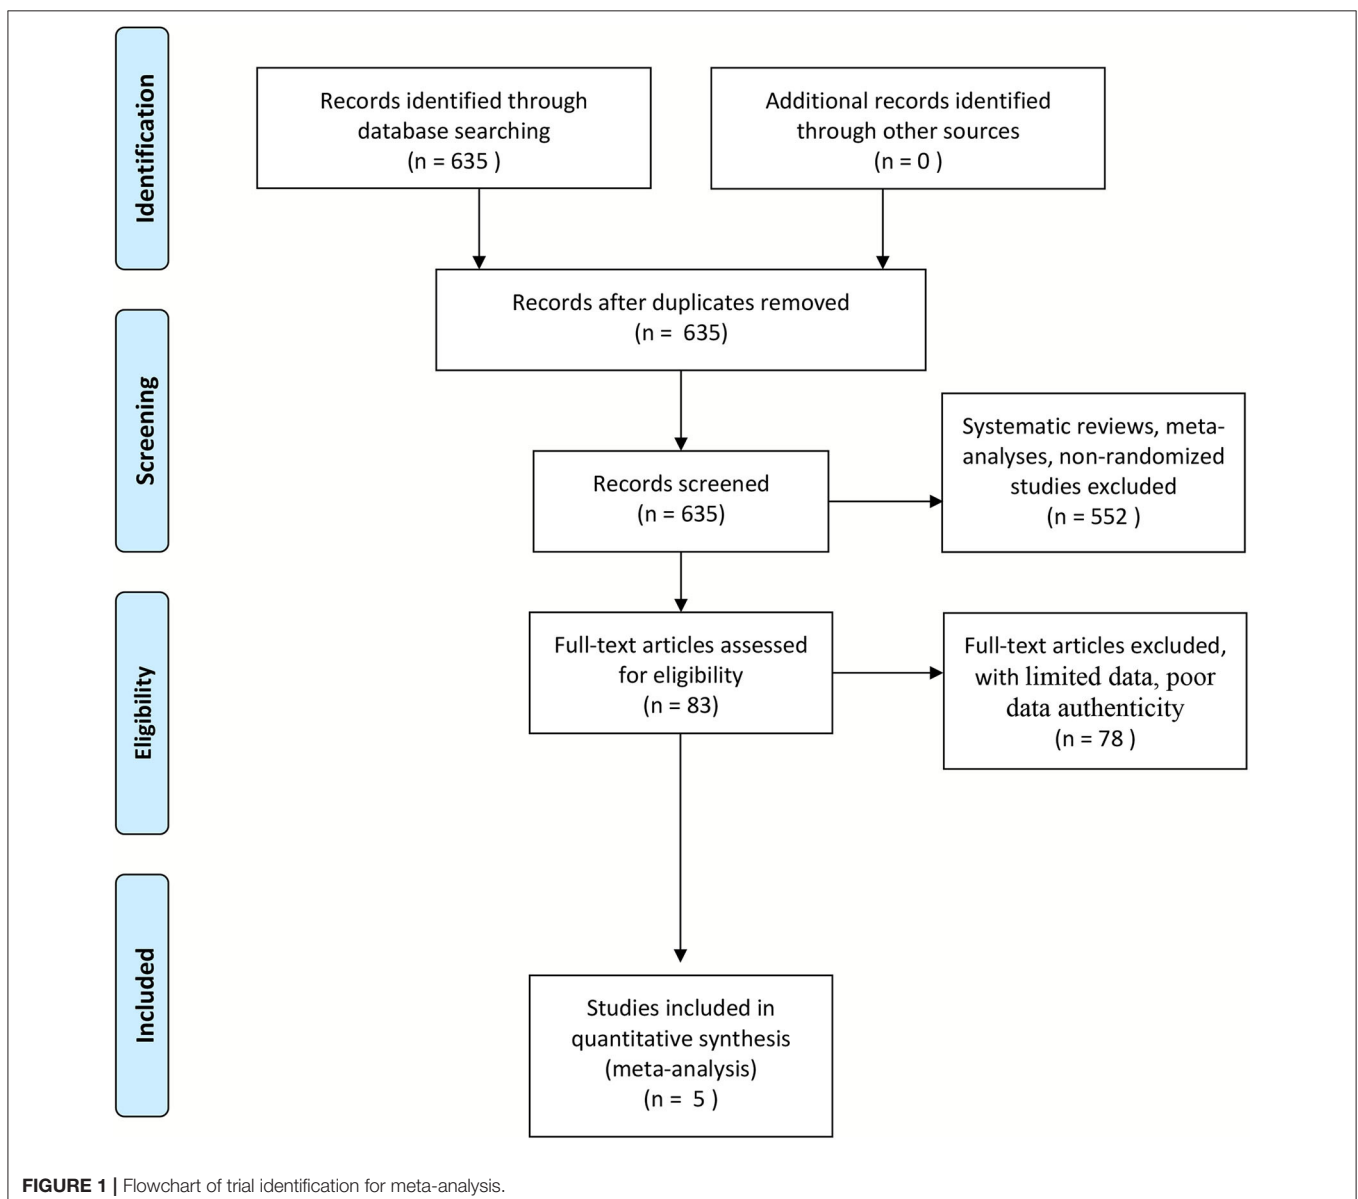 Identification
Records identified through
database searching
(n = 635 )
Additional records identified
through other sources
(n = 0 )
Records after duplicates removed
(n =  635)
Screening
Records screened
(n = 635)
Systematic reviews, meta-
analyses, non-randomized
studies excluded
(n = 552 )
Eligibility
Full-text articles assessed
for eligibility
(n = 83)
Full-text articles excluded,
with limited data, poor
data authenticity
(n = 78 )
Included
Studies included in
quantitative synthesis
(meta-analysis)
(n =  5 )
FIGURE 1 | Flowchart of trial identification for meta-analysis.